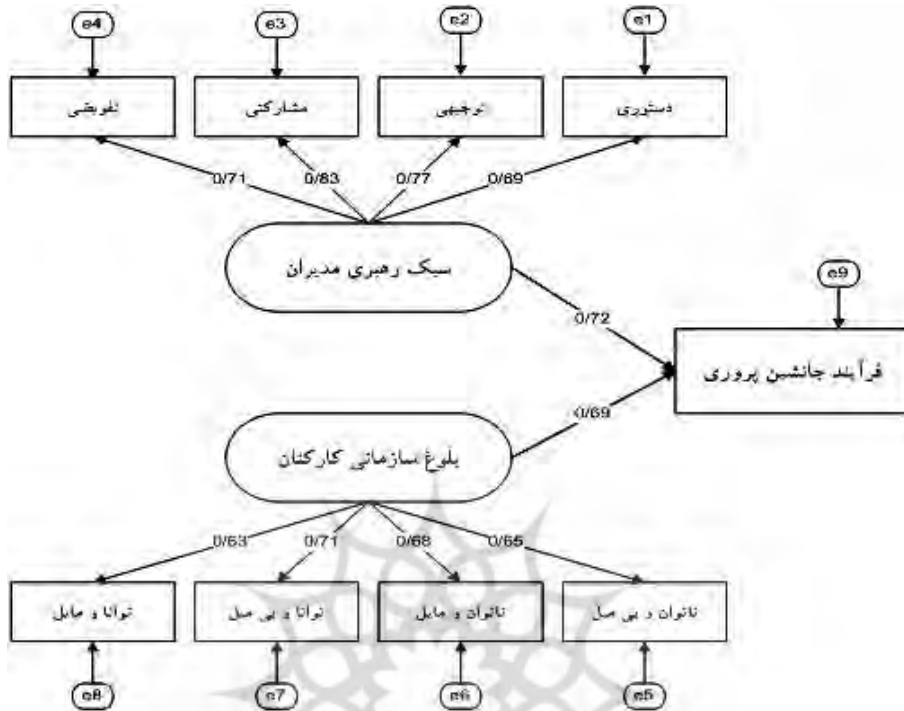 e4 e3 e2 e1
تفویضی مشارکتی توجیهی دستوری
0/71 0/83 0/77 0/69
سبک رهبری مدیران
e9
0/72
فرآیند جانشین پروری
0/69
بلوغ سازمانی کارکنان
0/63 0/71 0/68 0/65
توانا و مایل توانا و بی میل ناتوان و مایل ناتوان و بی میل
e8 e7 e6 e5